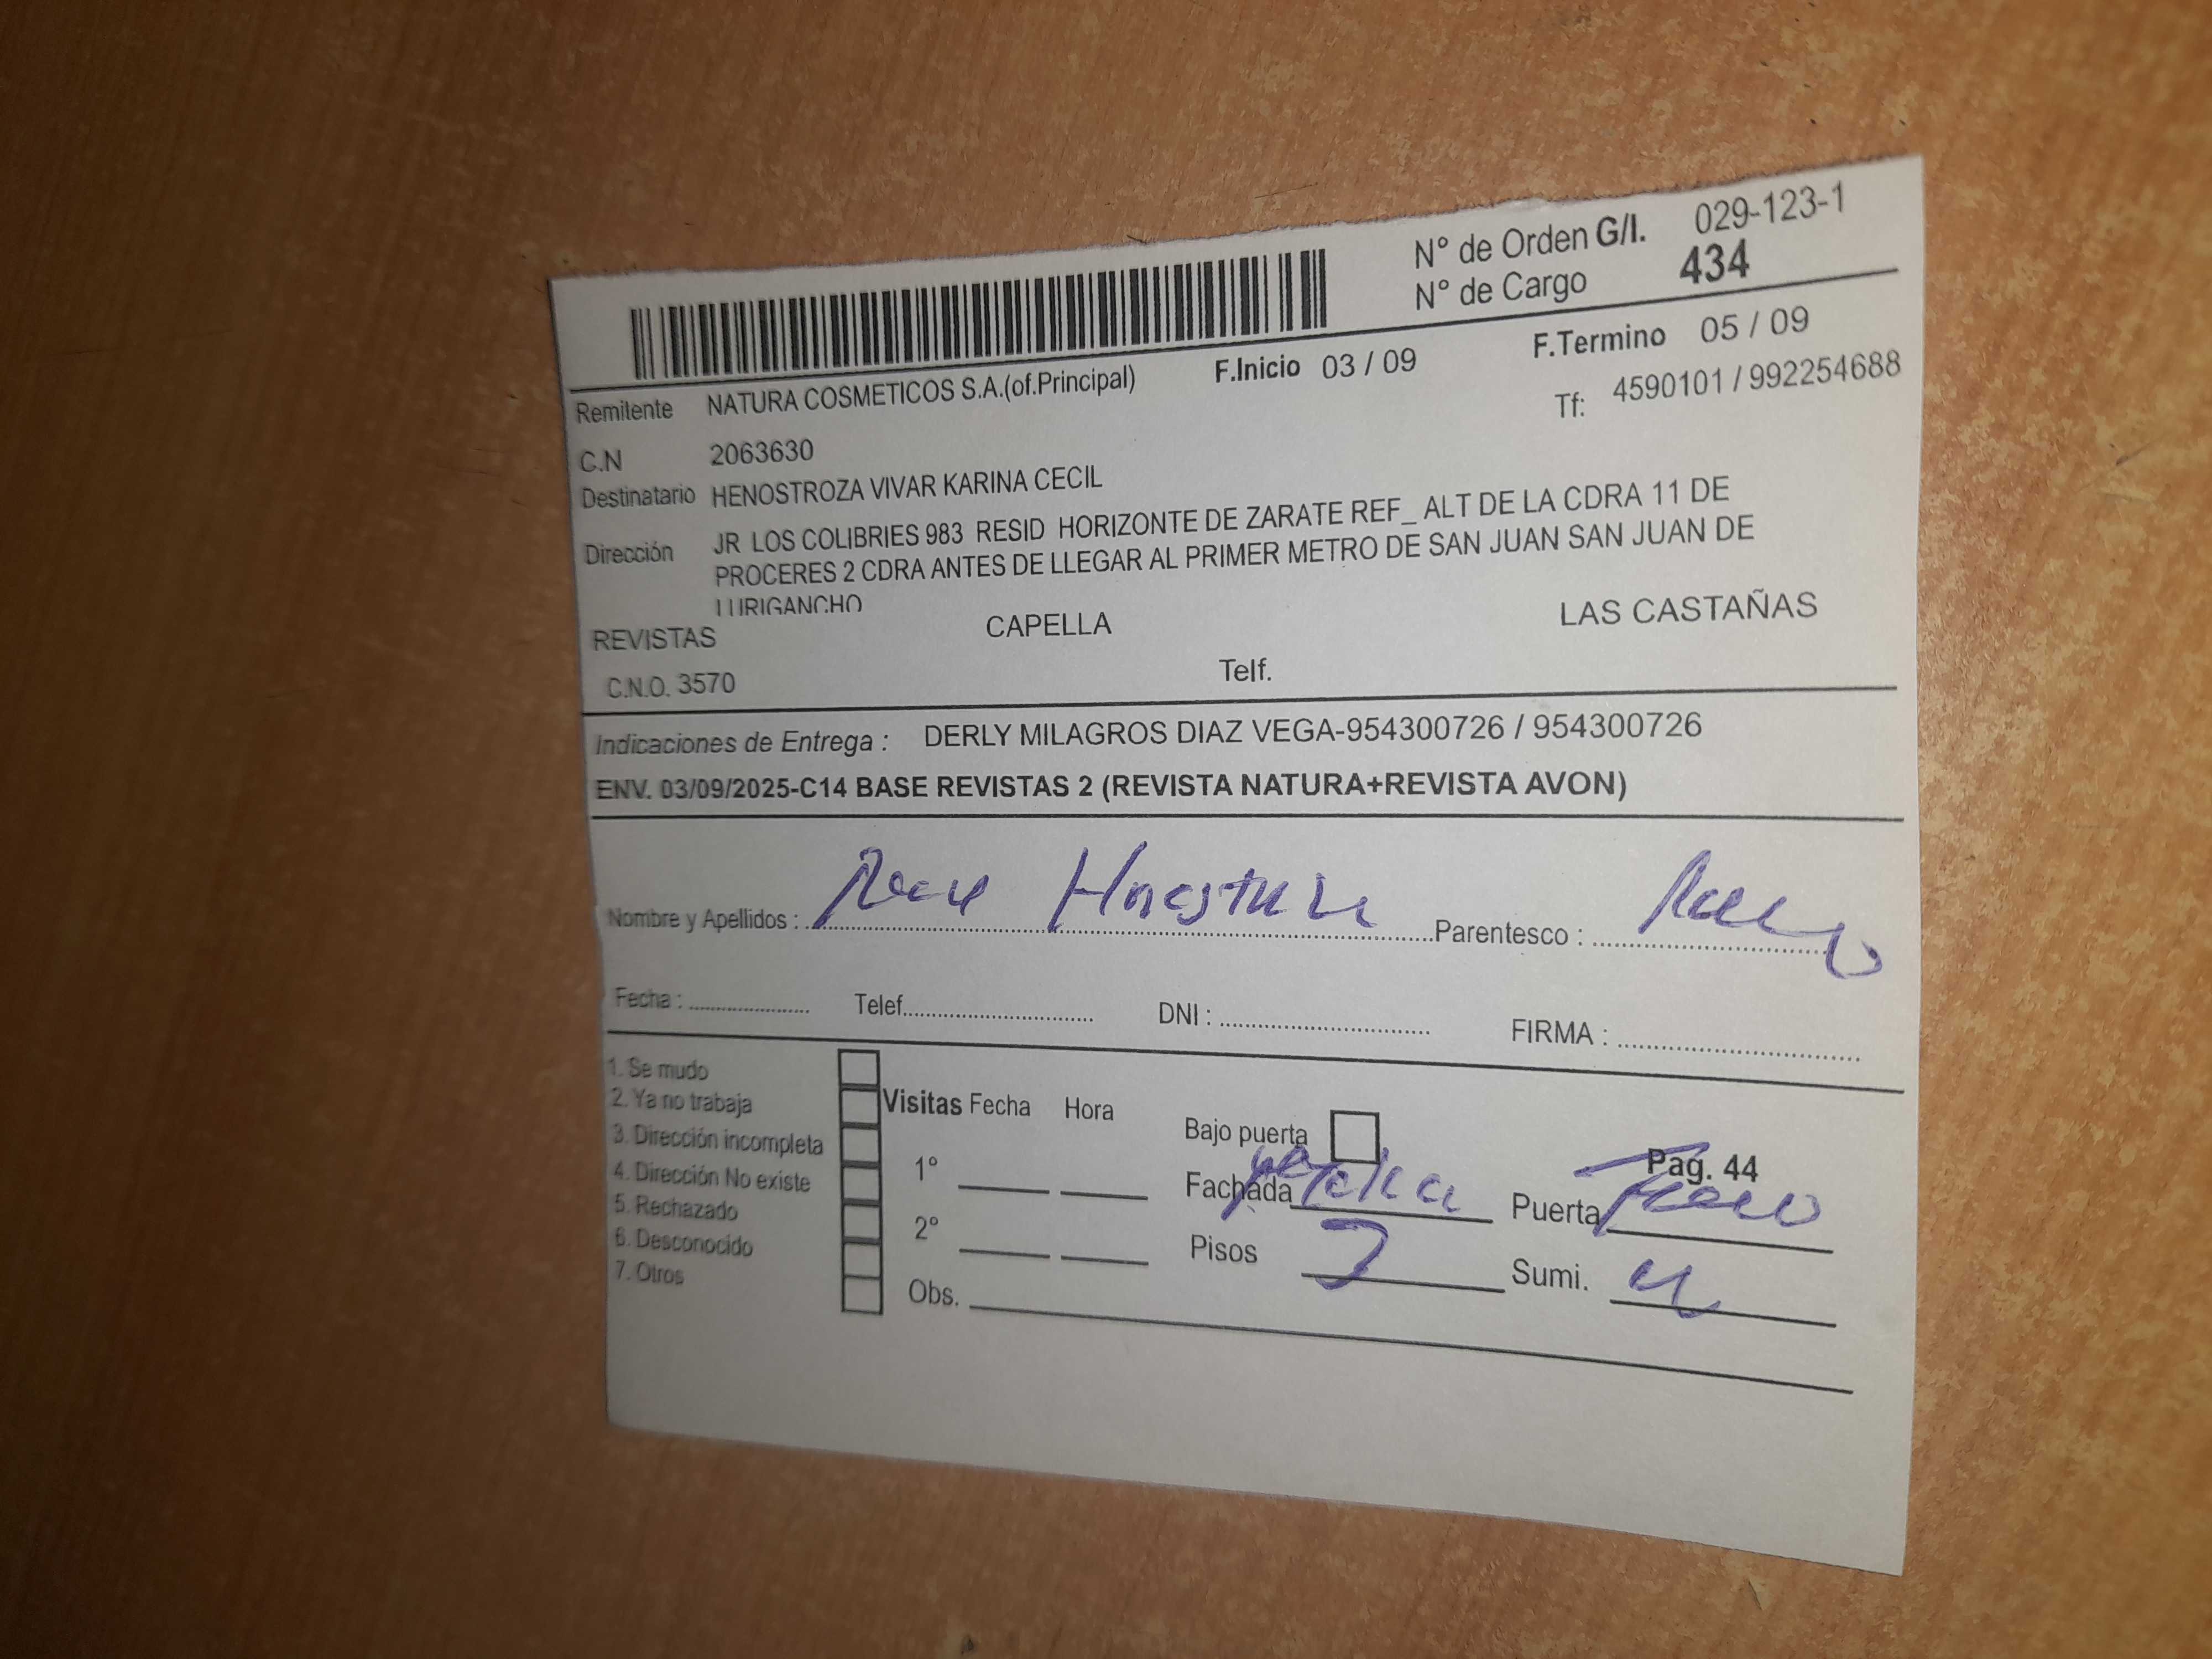 N° de Orden G/I. 029-123-1
N° de Cargo 434
F.Inicio 03 / 09 F.Termino 05 / 09
Remitente NATURA COSMETICOS S.A.(of.Principal) Tf: 4590101 / 992254688
C.N 2063630
Destinatario HENOSTROZA VIVAR KARINA CECIL
Dirección JR LOS COLIBRIES 983 RESID HORIZONTE DE ZARATE REF_ ALT DE LA CDRA 11 DE
PROCERES 2 CDRA ANTES DE LLEGAR AL PRIMER METRO DE SAN JUAN SAN JUAN DE
LURIGANCHO
REVISTAS CAPELLA LAS CASTAÑAS
C.N.O. 3570 Telf.
Indicaciones de Entrega : DERLY MILAGROS DIAZ VEGA-954300726 / 954300726
ENV. 03/09/2025-C14 BASE REVISTAS 2 (REVISTA NATURA+REVISTA AVON)
Nombre y Apellidos : Parentesco :
Fecha : Telef. DNI : FIRMA :
1. Se mudo
2. Ya no trabaja Visitas Fecha Hora
3. Dirección incompleta Bajo puerta
4. Dirección No existe 1° Fachada Pag. 44
5. Rechazado Puerta
6. Desconocido 2° Pisos
7. Otros Obs. Sumi.